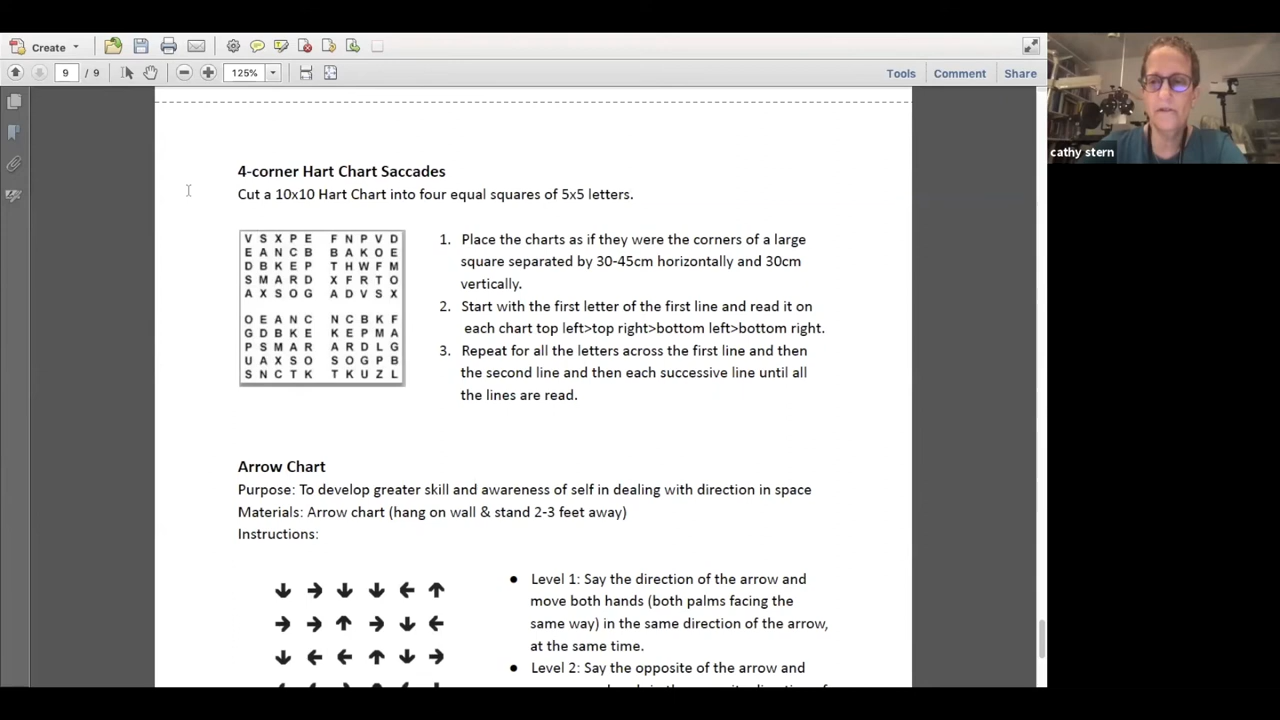 Create
9 / 9
125%
Tools
Comment
Share
cathy stern
4-corner Hart Chart Saccades
Cut a 10x10 Hart Chart into four equal squares of 5x5 letters.
V S X P E F N P V D
E A N C B B A K O E
D B K E P T H W F M
S M A R D X F R T O
A X S O G A D V S X
O E A N C N C B K F
G D B K E K E P M A
P S M A R A R D L G
U A X S O S O G P B
S N C T K T K U Z L
1. Place the charts as if they were the corners of a large
square separated by 30-45cm horizontally and 30cm
vertically.
2. Start with the first letter of the first line and read it on
each chart top left>top right>bottom left>bottom right.
3. Repeat for all the letters across the first line and then
the second line and then each successive line until all
the lines are read.
Arrow Chart
Purpose: To develop greater skill and awareness of self in dealing with direction in space
Materials: Arrow chart (hang on wall & stand 2-3 feet away)
Instructions:
● Level 1: Say the direction of the arrow and
move both hands (both palms facing the
same way) in the same direction of the arrow,
at the same time.
● Level 2: Say the opposite of the arrow and